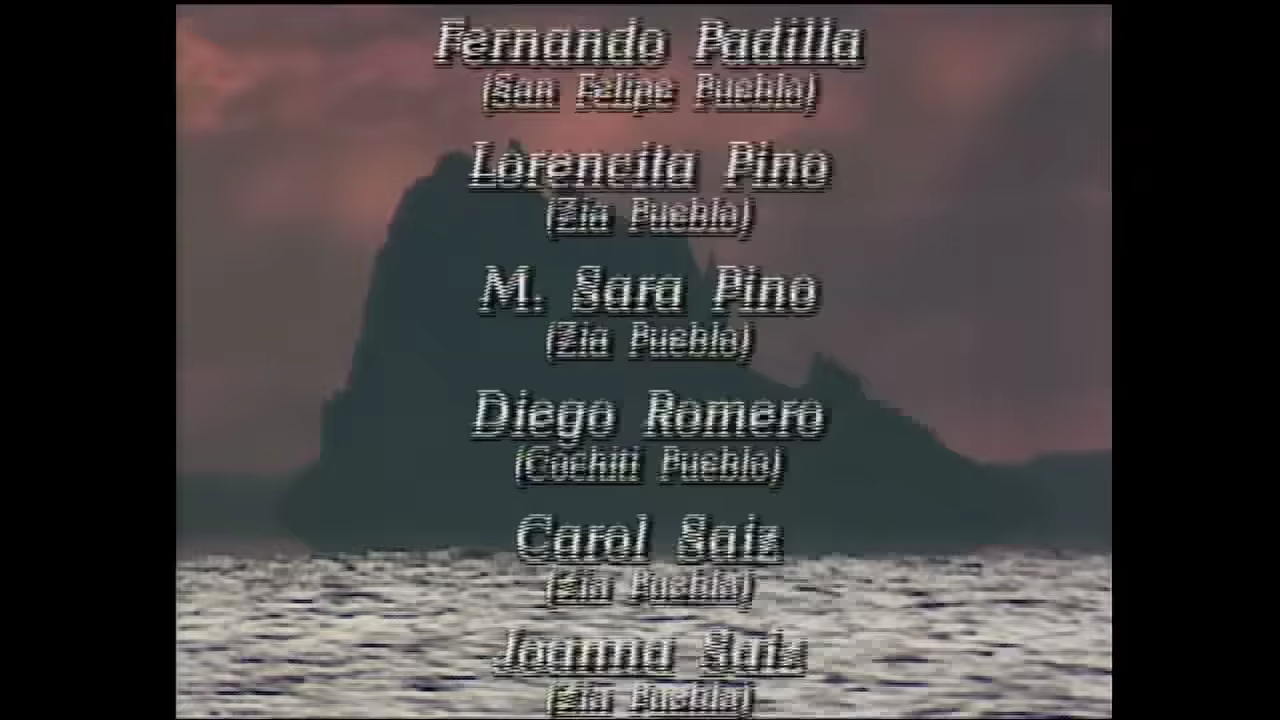 Fernando Padilla
(San Felipe Pueblo)
Lorencita Pino
(Zia Pueblo)
M. Sara Pino
(Zia Pueblo)
Diego Romero
(Cochiti Pueblo)
Carol Saiz
(Zia Pueblo)
Joanna Saiz
(Zia Pueblo)